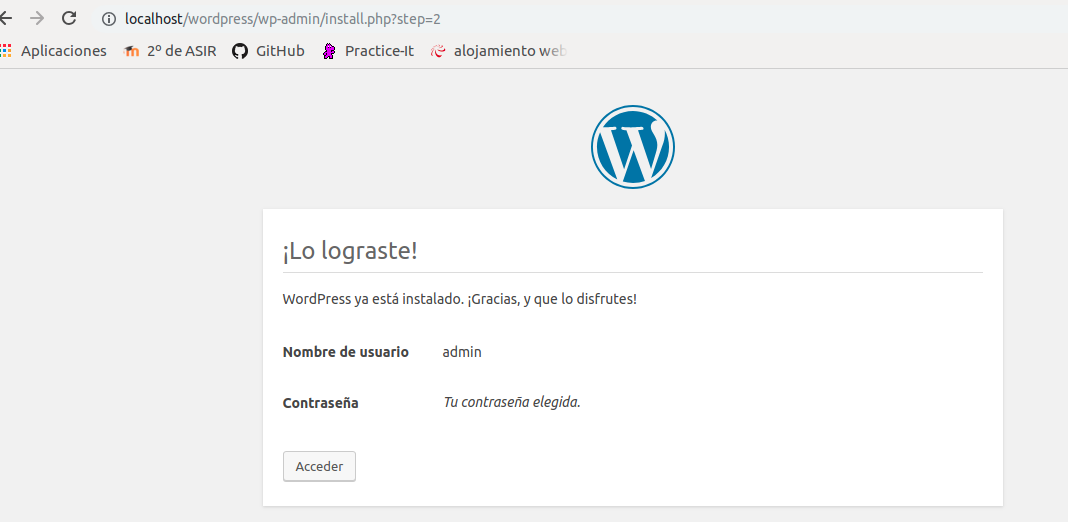 localhost/wordpress/wp-admin/install.php?step=2
Aplicaciones 2º de ASIR GitHub Practice-It alojamiento web
¡Lo lograste!
WordPress ya está instalado. ¡Gracias, y que lo disfrutes!
Nombre de usuario admin
Contraseña Tu contraseña elegida.
Acceder